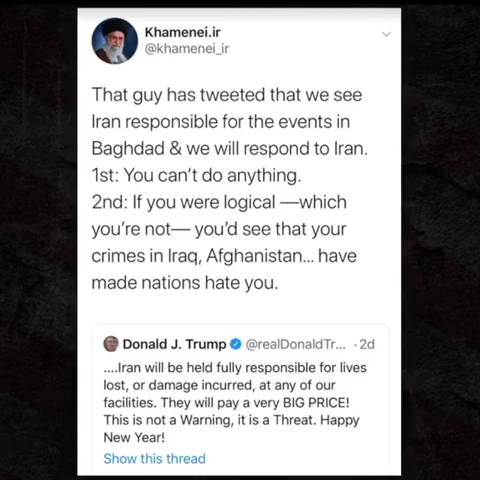 Khamenei.ir
@khamenei_ir
That guy has tweeted that we see
Iran responsible for the events in
Baghdad & we will respond to Iran.
1st: You can't do anything.
2nd: If you were logical —which
you're not— you'd see that your
crimes in Iraq, Afghanistan... have
made nations hate you.
Donald J. Trump @realDonaldTr... · 2d
....Iran will be held fully responsible for lives
lost, or damage incurred, at any of our
facilities. They will pay a very BIG PRICE!
This is not a Warning, it is a Threat. Happy
New Year!
Show this thread